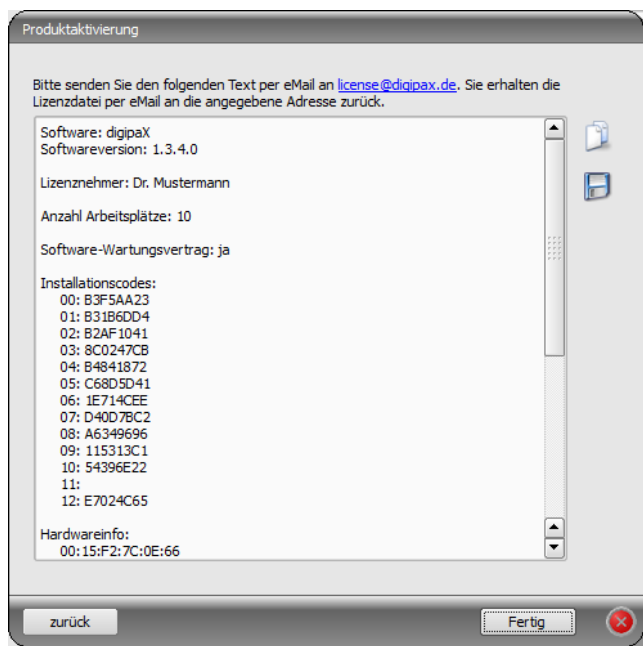 Produktaktivierung
Bitte senden Sie den folgenden Text per eMail an license@digipax.de. Sie erhalten die
Lizenzdatei per eMail an die angegebene Adresse zurück.
Software: digipaX
Softwareversion: 1.3.4.0
Lizenznehmer: Dr. Mustermann
Anzahl Arbeitsplätze: 10
Software-Wartungsvertrag: ja
Installationscodes:
00: B3F5AA23
01: B31B6DD4
02: B2AF1041
03: 8C0247CB
04: B4841872
05: C68D5D41
06: 1E714CEE
07: D40D7BC2
08: A6349696
09: 115313C1
10: 54396E22
11:
12: E7024C65
Hardwareinfo:
00:15:F2:7C:0E:66
zurück
Fertig